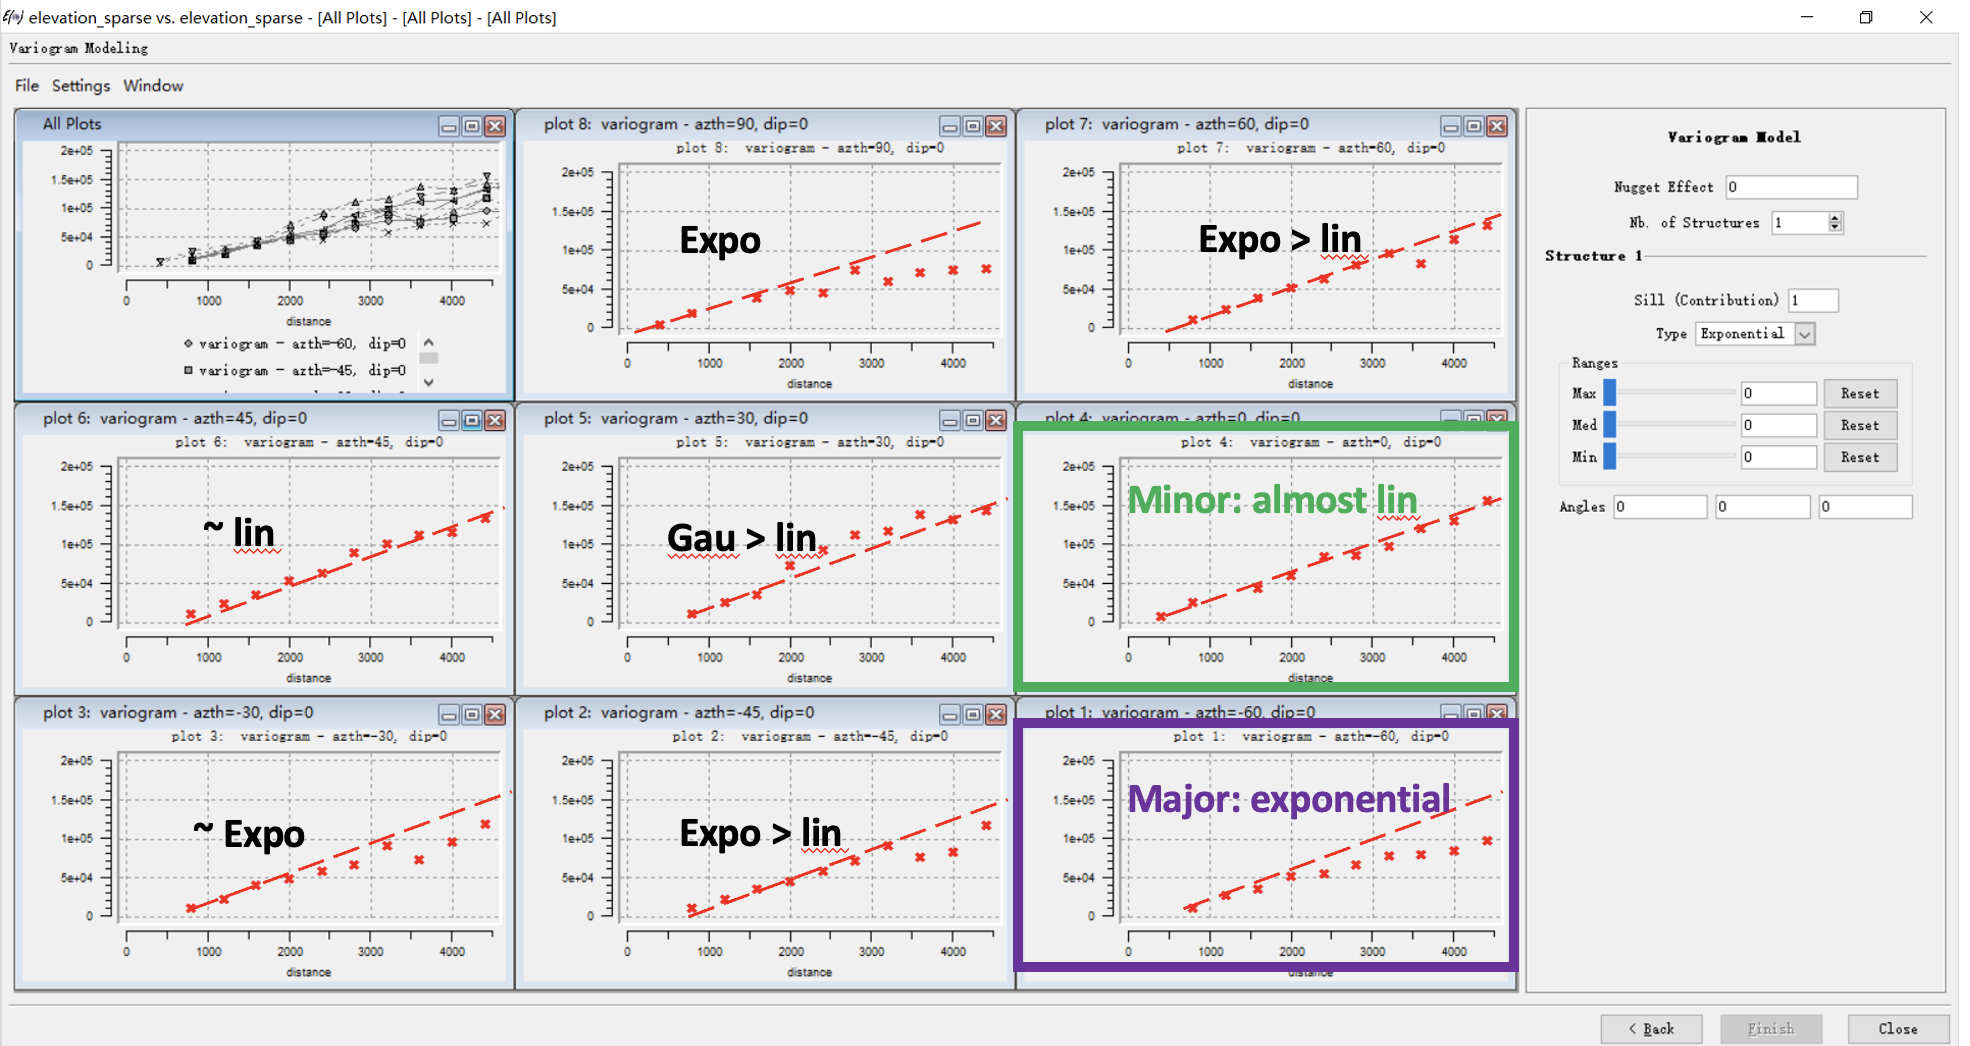 elevation_sparse vs. elevation_sparse - [All Plots] - [All Plots] - [All Plots]
Variogram Modeling
File Settings Window
All Plots
2e+05
1.5e+05
1e+05
5e+04
0
0 1000 2000 3000 4000
distance
variogram - azth=-60, dip=0
variogram - azth=-45, dip=0
plot 8: variogram - azth=90, dip=0
plot 8: variogram - azth=90, dip=0
2e+05
1.5e+05
1e+05
5e+04
0
Expo
0 1000 2000 3000 4000
distance
plot 7: variogram - azth=60, dip=0
plot 7: variogram - azth=60, dip=0
2e+05
1.5e+05
1e+05
5e+04
0
Expo > lin
0 1000 2000 3000 4000
distance
plot 6: variogram - azth=45, dip=0
plot 6: variogram - azth=45, dip=0
2e+05
1.5e+05
1e+05
5e+04
0
~ lin
0 1000 2000 3000 4000
distance
plot 5: variogram - azth=30, dip=0
plot 5: variogram - azth=30, dip=0
2e+05
1.5e+05
1e+05
5e+04
0
Gau > lin
0 1000 2000 3000 4000
distance
plot 4: variogram - azth=0, dip=0
plot 4: variogram - azth=0, dip=0
2e+05
1.5e+05
1e+05
5e+04
0
Minor: almost lin
0 1000 2000 3000 4000
distance
plot 3: variogram - azth=-30, dip=0
plot 3: variogram - azth=-30, dip=0
2e+05
1.5e+05
1e+05
5e+04
0
~ Expo
0 1000 2000 3000 4000
distance
plot 2: variogram - azth=-45, dip=0
plot 2: variogram - azth=-45, dip=0
2e+05
1.5e+05
1e+05
5e+04
0
Expo > lin
0 1000 2000 3000 4000
distance
plot 1: variogram - azth=-60, dip=0
plot 1: variogram - azth=-60, dip=0
2e+05
1.5e+05
1e+05
5e+04
0
Major: exponential
0 1000 2000 3000 4000
distance
Variogram Model
Nugget Effect 0
Nb. of Structures 1
Structure 1
Sill (Contribution) 1
Type Exponential
Ranges
Max 0 Reset
Med 0 Reset
Min 0 Reset
Angles 0 0 0
< Back Finish Close